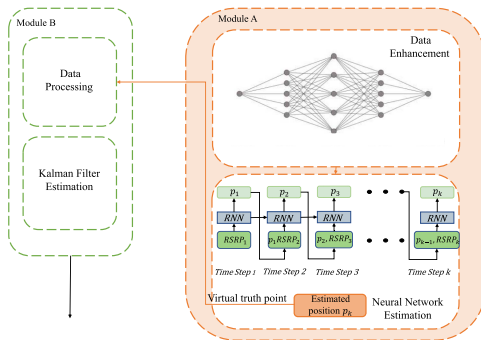 Module B
Data
Processing
Kalman Filter
Estimation
Module A
Data
Enhancement
p₁
p₂
p₃
pₖ
RNN
RNN
RNN
RNN
RSRP₁
p₁RSRP₂
p₂, RSRP₃
pₖ₋₁, RSRPₖ
Time Step 1
Time Step 2
Time Step 3
Time Step k
Virtual truth point
Estimated
position pₖ
Neural Network
Estimation